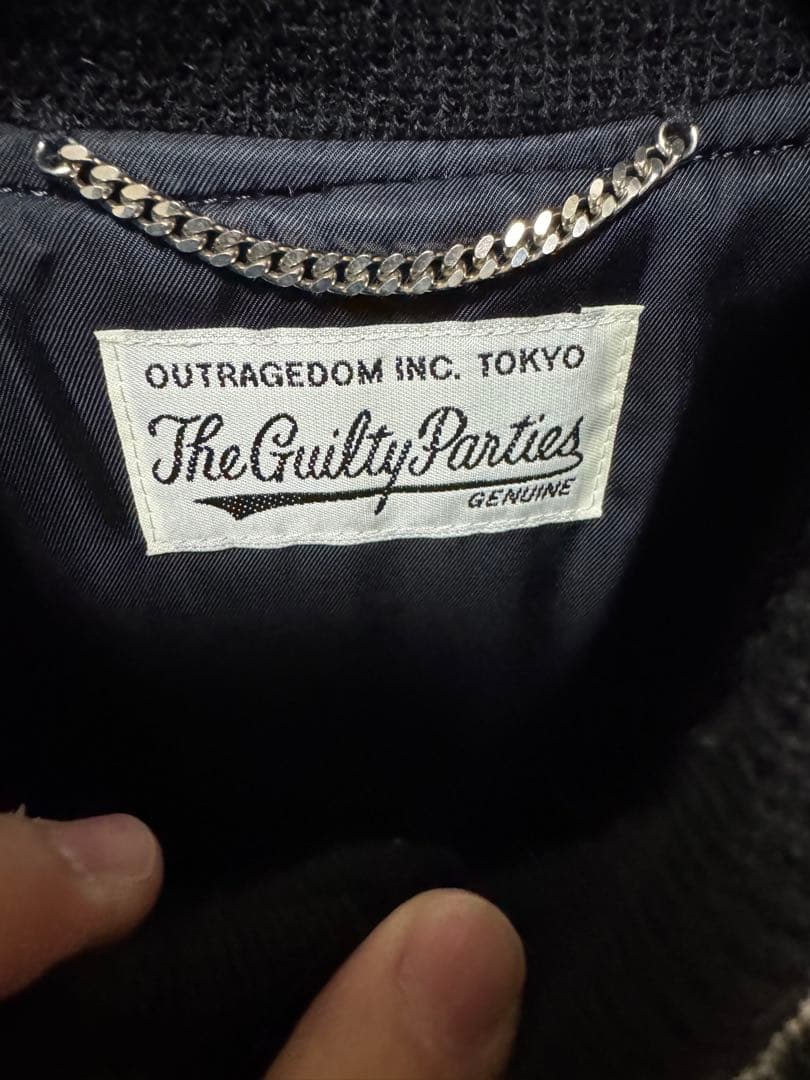 OUTRAGEDOM INC. TOKYO
The Guilty Parties
GENUINE